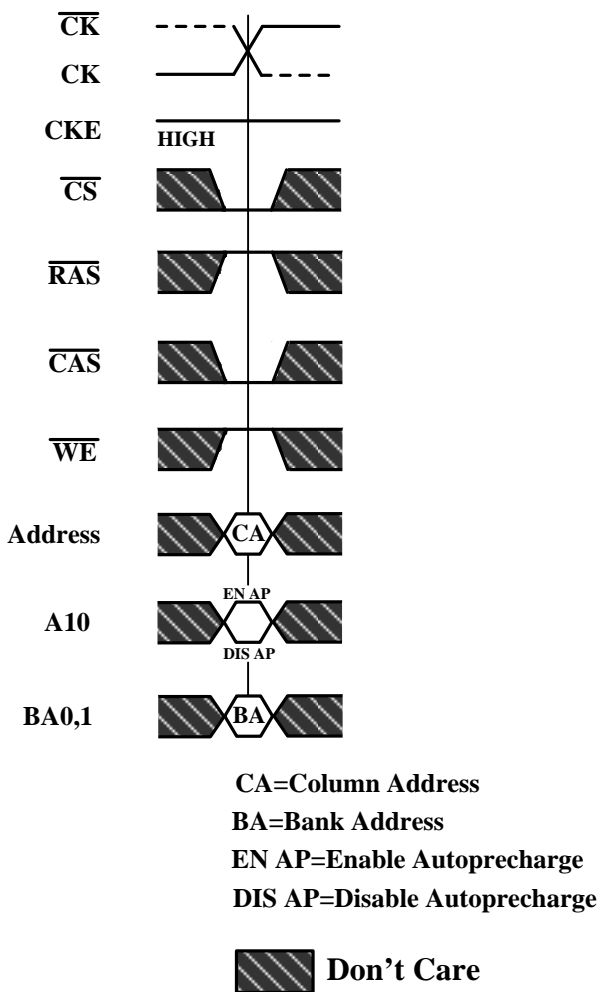 CK
CK
CKE
HIGH
CS
RAS
CAS
WE
Address
CA
EN AP
A10
DIS AP
BA0,1
BA
CA=Column Address
BA=Bank Address
EN AP=Enable Autoprecharge
DIS AP=Disable Autoprecharge
Don't Care